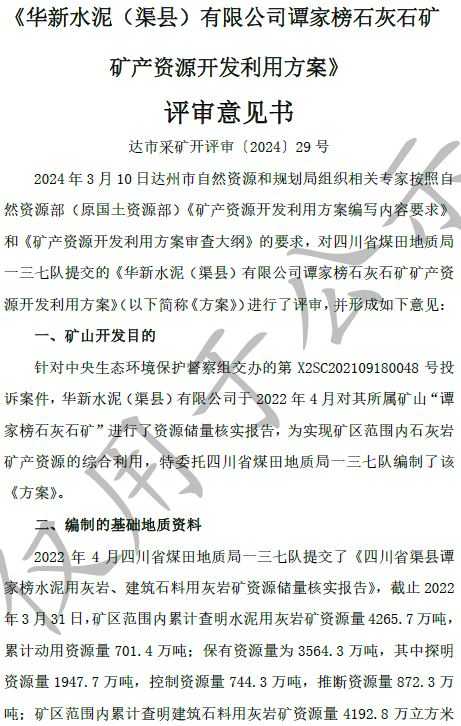 《华新水泥（渠县）有限公司谭家榜石灰石矿
矿产资源开发利用方案》
评审意见书
达市采矿开评审〔2024〕29 号
2024 年 3 月 10 日达州市自然资源和规划局组织相关专家按照自
然资源部（原国土资源部）《矿产资源开发利用方案编写内容要求》
和《矿产资源开发利用方案审查大纲》的要求，对四川省煤田地质局
一三七队提交的《华新水泥（渠县）有限公司谭家榜石灰石矿矿产资
源开发利用方案》（以下简称《方案》）进行了评审，并形成如下意见：
一、矿山开发目的
针对中央生态环境保护督察组交办的第 X2SC202109180048 号投
诉案件，华新水泥（渠县）有限公司于 2022 年 4 月对其所属矿山“谭
家榜石灰石矿”进行了资源储量核实报告，为实现矿区范围内石灰岩
矿产资源的综合利用，特委托四川省煤田地质局一三七队编制了该
《方案》。
二、编制的基础地质资料
2022 年 4 月四川省煤田地质局一三七队提交了《四川省渠县谭
家榜水泥用灰岩、建筑石料用灰岩矿资源储量核实报告》，截止 2022
年 3 月 31 日，矿区范围内累计查明水泥用灰岩矿资源量 4265.7 万吨，
累计动用资源量 701.4 万吨；保有资源量为 3564.3 万吨，其中探明
资源量 1947.7 万吨，控制资源量 744.3 万吨，推断资源量 872.3 万
吨；矿区范围内累计查明建筑石料用灰岩矿资源量 4192.8 万立方米
仅用于公示